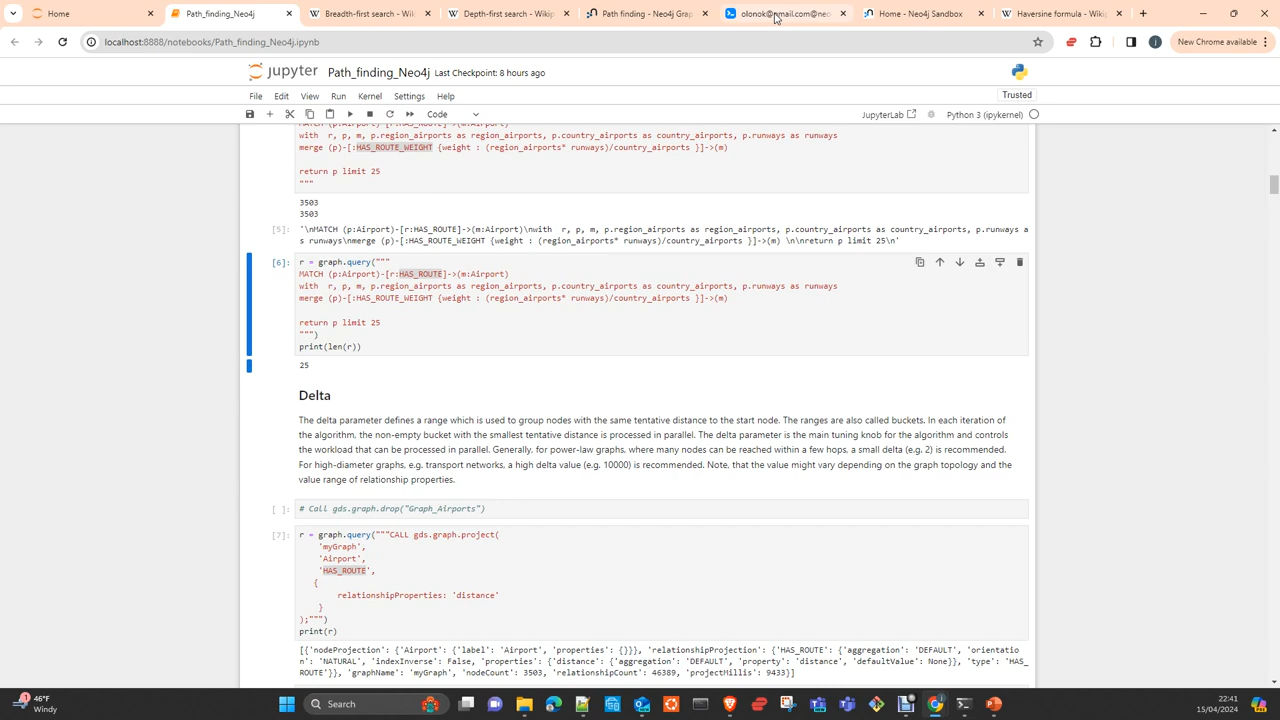 Home
Path_finding_Neo4j
Breadth-first search - Wiki
Depth-first search - Wikip
Path finding - Neo4j Gra
olonok@gmail.com@neo
Home - Neo4j Sandbox
Haversine formula - Wikip
localhost:8888/notebooks/Path_finding_Neo4j.ipynb
New Chrome available
jupyter Path_finding_Neo4j Last Checkpoint: 8 hours ago
File Edit View Run Kernel Settings Help
Trusted
Code
JupyterLab
Python 3 (ipykernel)
MATCH (p:Airport)-[r:HAS_ROUTE]->(m:Airport)
with  r, p, m, p.region_airports as region_airports, p.country_airports as country_airports, p.runways as runways
merge (p)-[:HAS_ROUTE_WEIGHT {weight : (region_airports* runways)/country_airports }]->(m)
return p limit 25
"""
3503
3503
[5]: '\nMATCH (p:Airport)-[r:HAS_ROUTE]->(m:Airport)\nwith  r, p, m, p.region_airports as region_airports, p.country_airports as country_airports, p.runways a
s runways\nmerge (p)-[:HAS_ROUTE_WEIGHT {weight : (region_airports* runways)/country_airports }]->(m) \n\nreturn p limit 25\n'
[6]: r = graph.query("""
MATCH (p:Airport)-[r:HAS_ROUTE]->(m:Airport)
with  r, p, m, p.region_airports as region_airports, p.country_airports as country_airports, p.runways as runways
merge (p)-[:HAS_ROUTE_WEIGHT {weight : (region_airports* runways)/country_airports }]->(m)
return p limit 25
""")
print(len(r))
25
Delta
The delta parameter defines a range which is used to group nodes with the same tentative distance to the start node. The ranges are also called buckets. In each iteration of
the algorithm, the non-empty bucket with the smallest tentative distance is processed in parallel. The delta parameter is the main tuning knob for the algorithm and controls
the workload that can be processed in parallel. Generally, for power-law graphs, where many nodes can be reached within a few hops, a small delta (e.g. 2) is recommended.
For high-diameter graphs, e.g. transport networks, a high delta value (e.g. 10000) is recommended. Note, that the value might vary depending on the graph topology and the
value range of relationship properties.
[ ]: # Call gds.graph.drop("Graph_Airports")
[7]: r = graph.query("""CALL gds.graph.project(
'myGraph',
'Airport',
'HAS_ROUTE',
{
relationshipProperties: 'distance'
}
);""")
print(r)
[{'nodeProjection': {'Airport': {'label': 'Airport', 'properties': {}}}, 'relationshipProjection': {'HAS_ROUTE': {'aggregation': 'DEFAULT', 'orientatio
n': 'NATURAL', 'indexInverse': False, 'properties': {'distance': {'aggregation': 'DEFAULT', 'property': 'distance', 'defaultValue': None}}, 'type': 'HAS_
ROUTE'}}, 'graphName': 'myGraph', 'nodeCount': 3503, 'relationshipCount': 46389, 'projectMillis': 9433}]
46°F
Windy
Search
22:41
15/04/2024